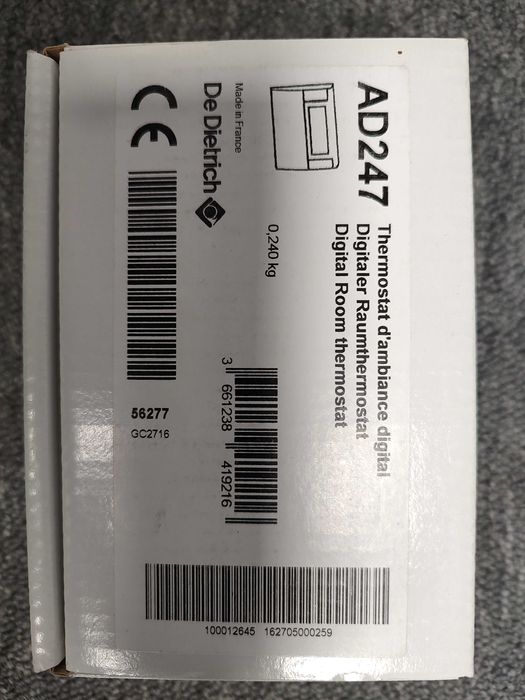 AD247
Thermostat d'ambiance digital
Digitaler Raumthermostat
Digital Room thermostat
0,240 kg
Made in France
De Dietrich
CE
3 661238 419216
56277
GC2716
100012645 162705000259